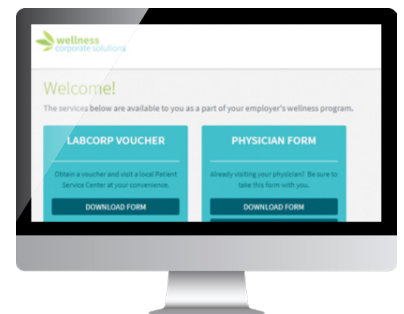 wellness
corporate solutions
Welcome!
The services below are available to you as a part of your employer's wellness program.
LABCORP VOUCHER
Obtain a voucher and visit a local Patient
Service Center at your convenience.
DOWNLOAD FORM
PHYSICIAN FORM
Already visiting your physician? Be sure to
take this form with you.
DOWNLOAD FORM